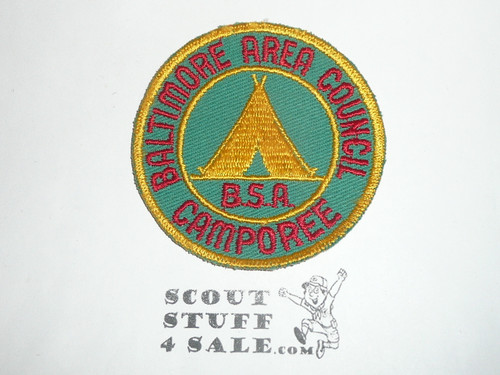 BALTIMORE AREA COUNCIL
B.S.A.
CAMPOREE
SCOUT
STUFF
4 SALE.COM